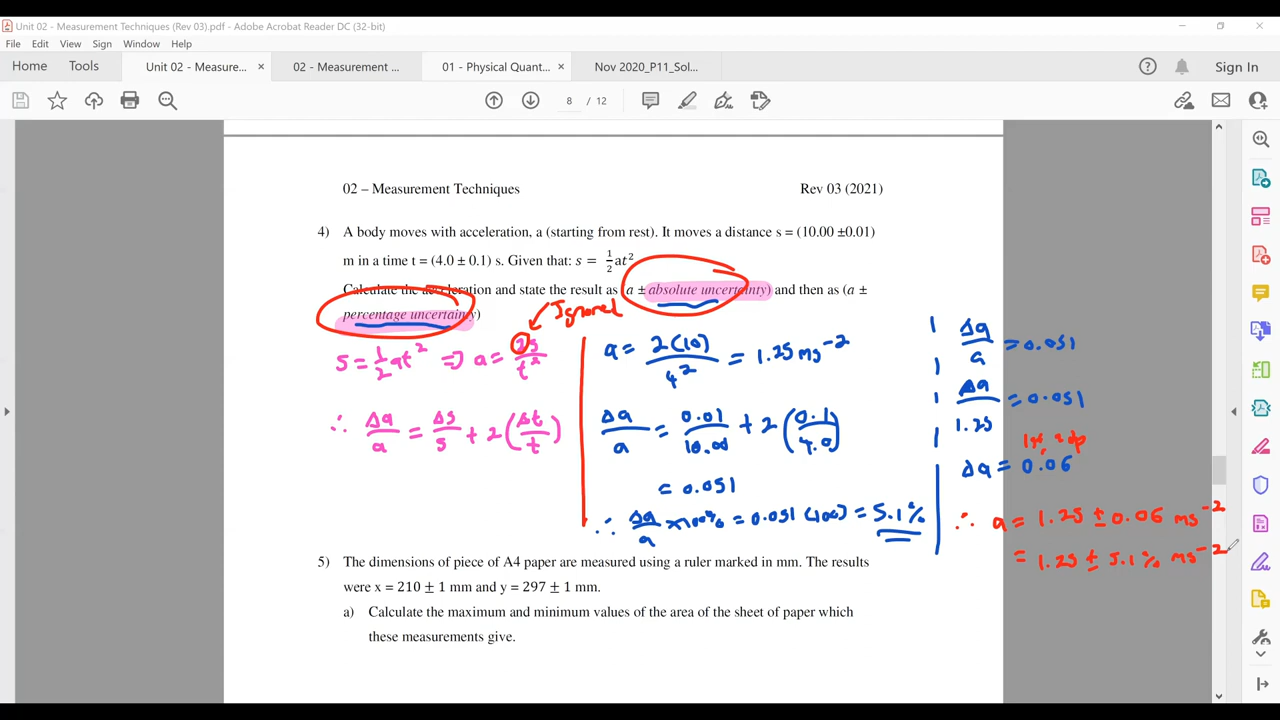 Unit 02 - Measurement Techniques (Rev 03).pdf - Adobe Acrobat Reader DC (32-bit)
File Edit View Sign Window Help
Home Tools Unit 02 - Measure... × 02 - Measurement ... 01 - Physical Quant... × Nov 2020_P11_Sol... Sign In
8 / 12
02 – Measurement Techniques Rev 03 (2021)
4) A body moves with acceleration, a (starting from rest). It moves a distance s = (10.00 ±0.01)
m in a time t = (4.0 ± 0.1) s. Given that: s = 1/2 at²
Calculate the acceleration and state the result as (a ± absolute uncertainty) and then as (a ±
percentage uncertainty)
Ignored
s = 1/2 at² => a = 2s/t²
∴ Δa/a = Δs/s + 2(Δt/t)
a = 2(10)/4² = 1.25 ms⁻²
Δa/a = 0.01/10.00 + 2(0.1/4.0)
= 0.051
∴ Δa/a ×100% = 0.051 (100) = 5.1%
Δa/a = 0.051
Δa/1.25 = 0.051
Δa = 0.06
∴ a = 1.25 ± 0.06 ms⁻²
= 1.25 ± 5.1% ms⁻²
5) The dimensions of piece of A4 paper are measured using a ruler marked in mm. The results
were x = 210 ± 1 mm and y = 297 ± 1 mm.
a) Calculate the maximum and minimum values of the area of the sheet of paper which
these measurements give.